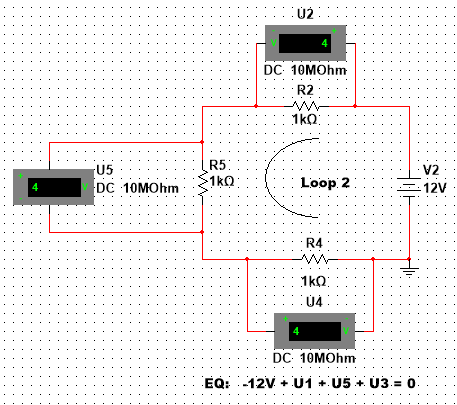 U2
+ -
V 4
DC 10MOhm
R2
1kΩ
U5
+
4 V
-
DC 10MOhm
R5
1kΩ
Loop 2
V2
12V
R4
1kΩ
U4
+ -
4 V
DC 10MOhm
EQ: -12V + U1 + U5 + U3 = 0